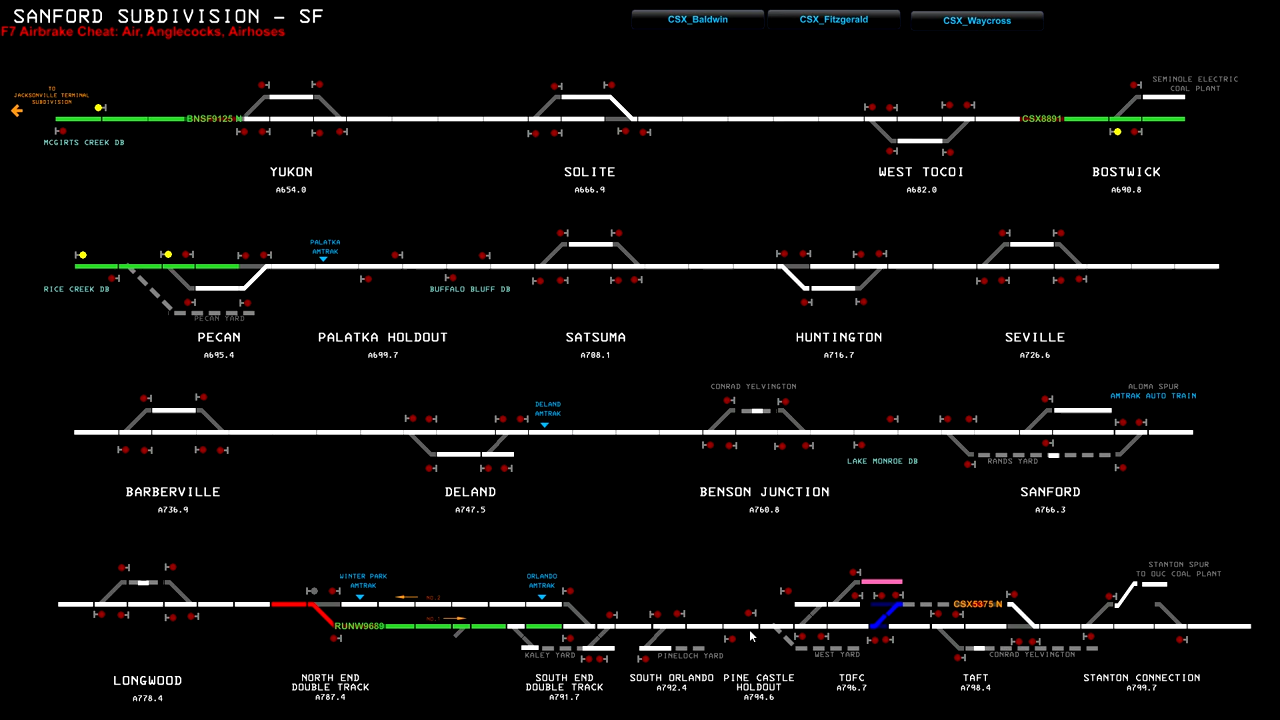 SANFORD SUBDIVISION - SF
F7 Airbrake Cheat: Air, Anglecocks, Airhoses
CSX_Baldwin
CSX_Fitzgerald
CSX_Waycross
TO
JACKSONVILLE TERMINAL
SUBDIVISION
SEMINOLE ELECTRIC
COAL PLANT
BNSF9125 N
CSX8891
MCGIRTS CREEK DB
YUKON
A654.0
SOLITE
A666.9
WEST TOCOI
A682.0
BOSTWICK
A690.8
PALATKA
AMTRAK
RICE CREEK DB
BUFFALO BLUFF DB
PECAN YARD
PECAN
A695.4
PALATKA HOLDOUT
A699.7
SATSUMA
A708.1
HUNTINGTON
A716.7
SEVILLE
A726.6
DELAND
AMTRAK
CONRAD YELVINGTON
ALOMA SPUR
AMTRAK AUTO TRAIN
LAKE MONROE DB
RANDS YARD
BARBERVILLE
A736.9
DELAND
A747.5
BENSON JUNCTION
A760.8
SANFORD
A766.3
WINTER PARK
AMTRAK
ORLANDO
AMTRAK
STANTON SPUR
TO OUC COAL PLANT
NO.2
CSX5375 N
NO.1
RUNW9689
KALEY YARD
PINELOCH YARD
WEST YARD
CONRAD YELVINGTON
LONGWOOD
A778.4
NORTH END
DOUBLE TRACK
A787.4
SOUTH END
DOUBLE TRACK
A791.7
SOUTH ORLANDO
A792.4
PINE CASTLE
HOLDOUT
A794.6
TOFC
A796.7
TAFT
A798.4
STANTON CONNECTION
A799.7